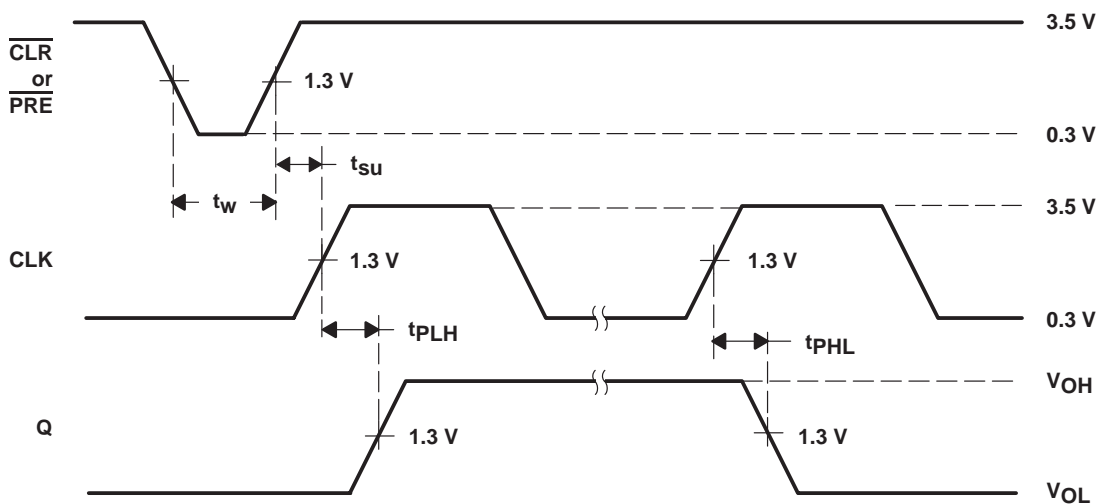 3.5 V
CLR
or
PRE
1.3 V
0.3 V
tsu
tw
3.5 V
CLK
1.3 V
1.3 V
0.3 V
tPLH
tPHL
VOH
Q
1.3 V
1.3 V
VOL